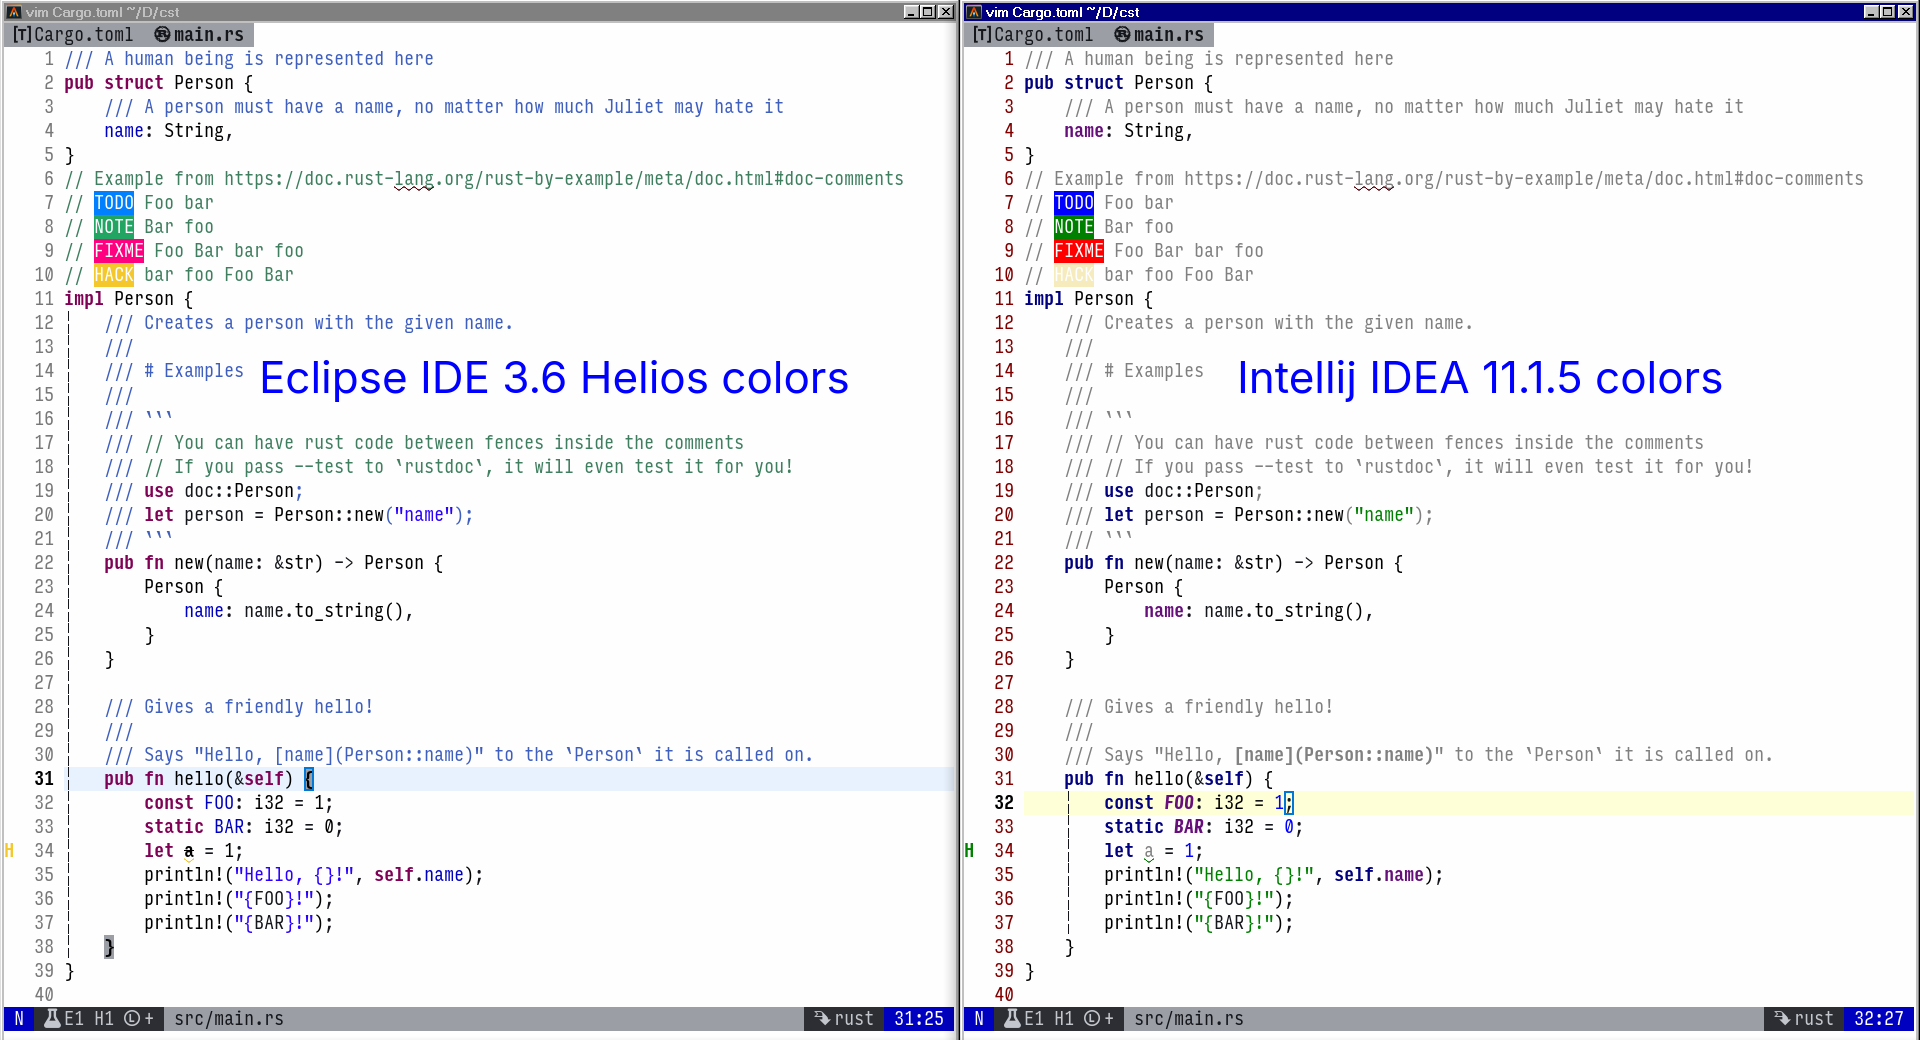 vim Cargo.toml ~/D/cst
[T]Cargo.toml main.rs
1 /// A human being is represented here
2 pub struct Person {
3 /// A person must have a name, no matter how much Juliet may hate it
4 name: String,
5 }
6 // Example from https://doc.rust-lang.org/rust-by-example/meta/doc.html#doc-comments
7 // TODO Foo bar
8 // NOTE Bar foo
9 // FIXME Foo Bar bar foo
10 // HACK bar foo Foo Bar
11 impl Person {
12 /// Creates a person with the given name.
13 ///
14 /// # Examples
Eclipse IDE 3.6 Helios colors
15 ///
16 /// ```
17 /// // You can have rust code between fences inside the comments
18 /// // If you pass --test to `rustdoc`, it will even test it for you!
19 /// use doc::Person;
20 /// let person = Person::new("name");
21 /// ```
22 pub fn new(name: &str) -> Person {
23 Person {
24 name: name.to_string(),
25 }
26 }
27
28 /// Gives a friendly hello!
29 ///
30 /// Says "Hello, [name](Person::name)" to the `Person` it is called on.
31 pub fn hello(&self) {
32 const FOO: i32 = 1;
33 static BAR: i32 = 0;
H 34 let a = 1;
35 println!("Hello, {}!", self.name);
36 println!("{FOO}!");
37 println!("{BAR}!");
38 }
39 }
40
N E1 H1 L + src/main.rs rust 31:25
vim Cargo.toml ~/D/cst
[T]Cargo.toml main.rs
1 /// A human being is represented here
2 pub struct Person {
3 /// A person must have a name, no matter how much Juliet may hate it
4 name: String,
5 }
6 // Example from https://doc.rust-lang.org/rust-by-example/meta/doc.html#doc-comments
7 // TODO Foo bar
8 // NOTE Bar foo
9 // FIXME Foo Bar bar foo
10 // HACK bar foo Foo Bar
11 impl Person {
12 /// Creates a person with the given name.
13 ///
14 /// # Examples
Intellij IDEA 11.1.5 colors
15 ///
16 /// ```
17 /// // You can have rust code between fences inside the comments
18 /// // If you pass --test to `rustdoc`, it will even test it for you!
19 /// use doc::Person;
20 /// let person = Person::new("name");
21 /// ```
22 pub fn new(name: &str) -> Person {
23 Person {
24 name: name.to_string(),
25 }
26 }
27
28 /// Gives a friendly hello!
29 ///
30 /// Says "Hello, [name](Person::name)" to the `Person` it is called on.
31 pub fn hello(&self) {
32 const FOO: i32 = 1;
33 static BAR: i32 = 0;
H 34 let a = 1;
35 println!("Hello, {}!", self.name);
36 println!("{FOO}!");
37 println!("{BAR}!");
38 }
39 }
40
N E1 H1 L + src/main.rs rust 32:27